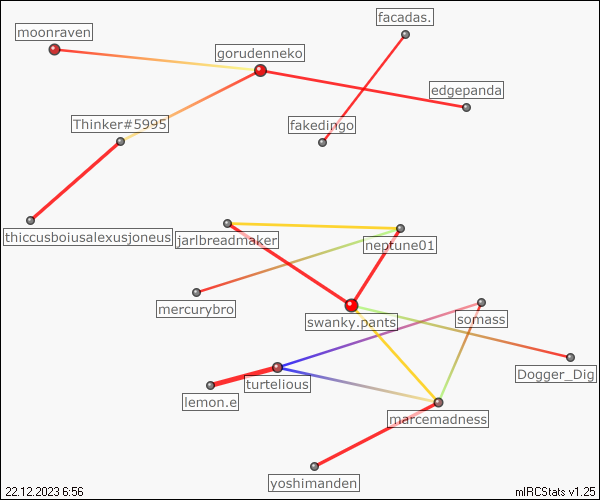 facadas.
moonraven
gorudenneko
edgepanda
Thinker#5995
fakedingo
thiccusboiusalexusjoneus
jarlbreadmaker
neptune01
mercurybro
swanky.pants
somass
Dogger_Dig
turtelious
lemon.e
marcemadness
yoshimanden
22.12.2023 6:56
mIRCStats v1.25